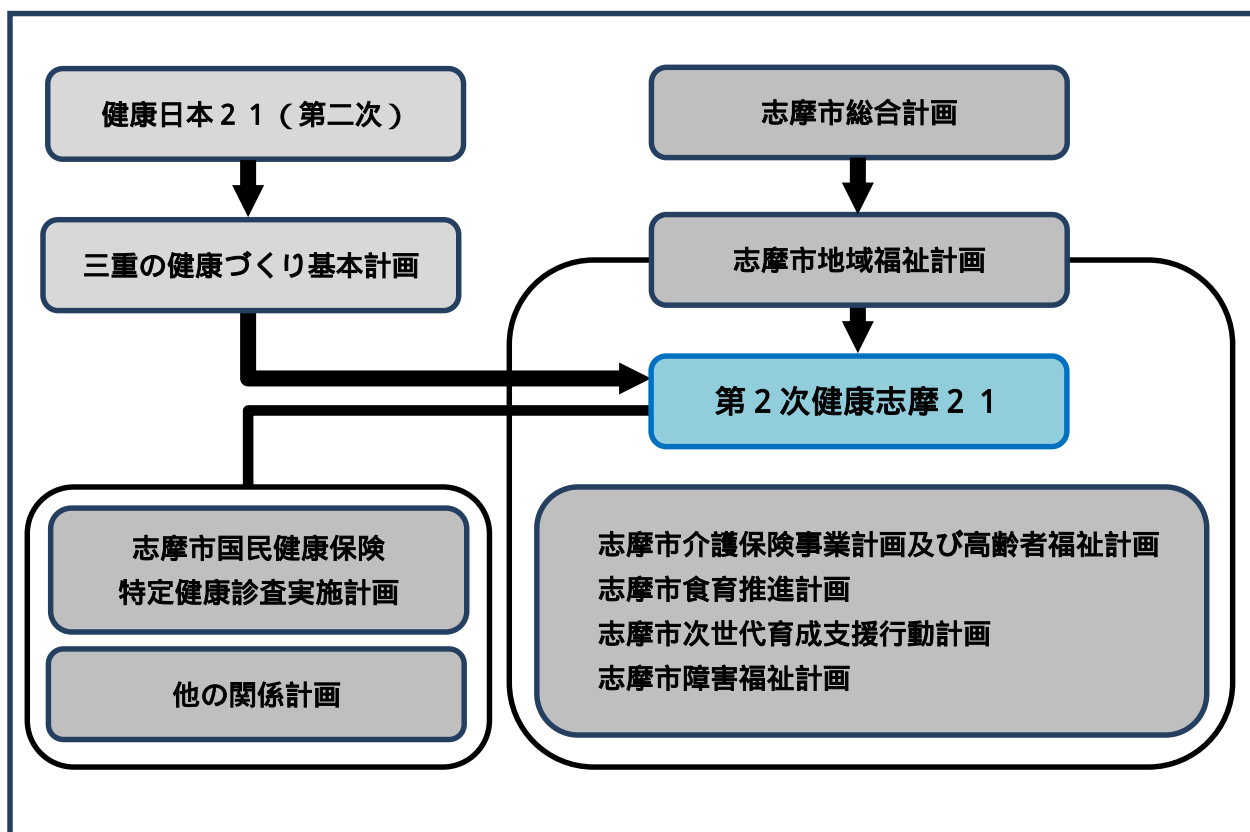 健康日本２１（第二次）
三重の健康づくり基本計画
志摩市総合計画
志摩市地域福祉計画
第２次健康志摩２１
志摩市国民健康保険
特定健康診査実施計画
他の関係計画
志摩市介護保険事業計画及び高齢者福祉計画
志摩市食育推進計画
志摩市次世代育成支援行動計画
志摩市障害福祉計画